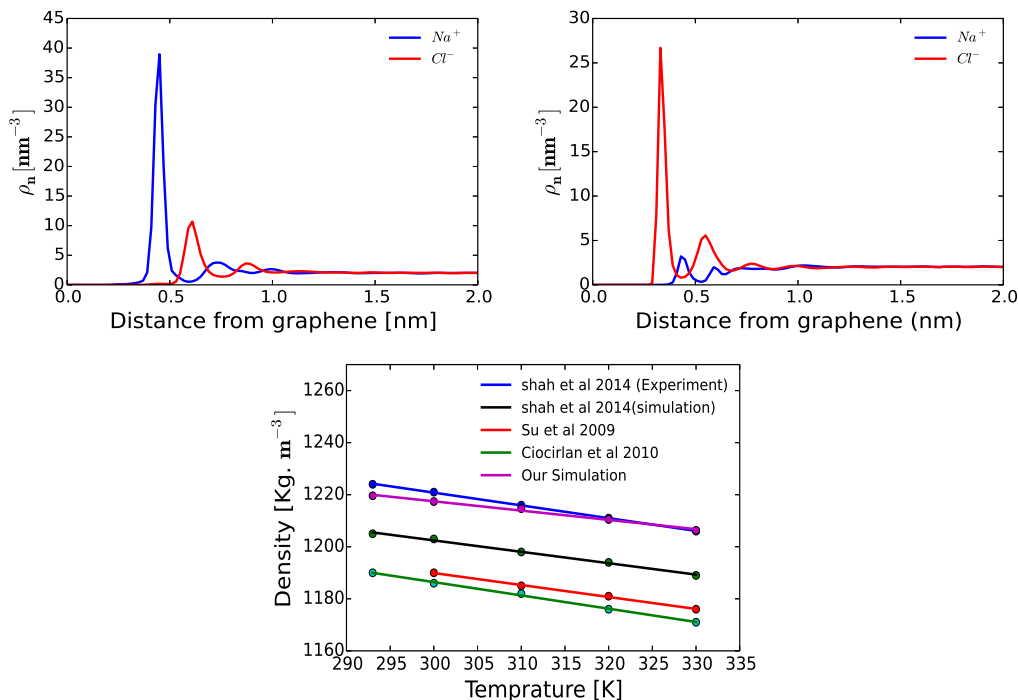 45
40
35
30
25
20
15
10
5
0
0.0 0.5 1.0 1.5 2.0
ρn [nm−3]
Distance from graphene [nm]
Na+
Cl−
30
25
20
15
10
5
0
0.0 0.5 1.0 1.5 2.0
ρn [nm−3]
Distance from graphene (nm)
Na+
Cl−
1260
1240
1220
1200
1180
1160
290 295 300 305 310 315 320 325 330 335
Density [Kg. m−3]
Temprature [K]
shah et al 2014 (Experiment)
shah et al 2014(simulation)
Su et al 2009
Ciocirlan et al 2010
Our Simulation